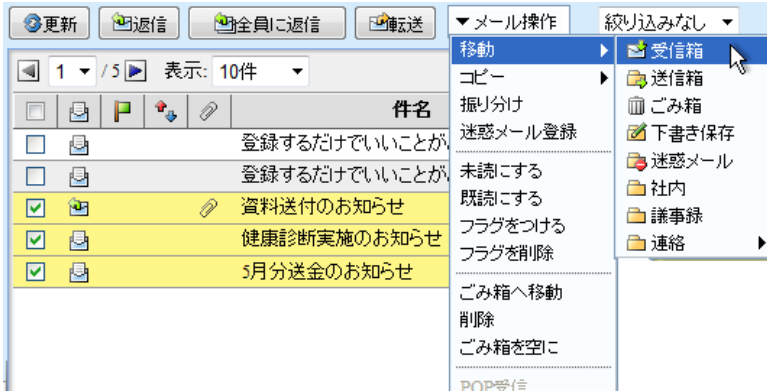 更新 返信 全員に返信 転送 ▼メール操作 絞り込みなし ▼
1 ▼ / 5 表示: 10件 ▼
件名
登録するだけでいいことが
登録するだけでいいことが
資料送付のお知らせ
健康診断実施のお知らせ
5月分送金のお知らせ
移動
コピー
振り分け
迷惑メール登録
未読にする
既読にする
フラグをつける
フラグを削除
ごみ箱へ移動
削除
ごみ箱を空に
POP受信
受信箱
送信箱
ごみ箱
下書き保存
迷惑メール
社内
議事録
連絡